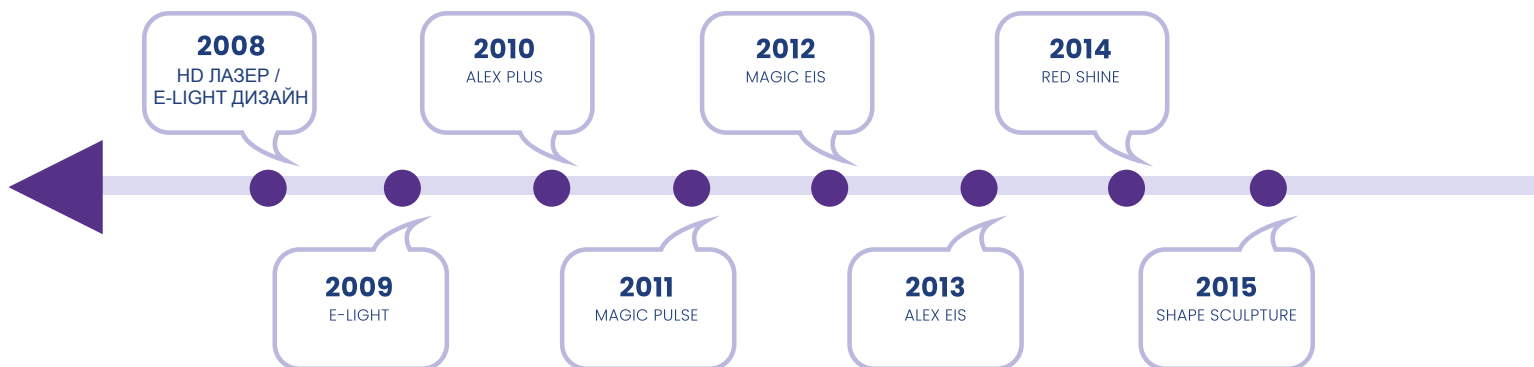 2008
HD ЛАЗЕР /
E-LIGHT ДИЗАЙН
2009
E-LIGHT
2010
ALEX PLUS
2011
MAGIC PULSE
2012
MAGIC EIS
2013
ALEX EIS
2014
RED SHINE
2015
SHAPE SCULPTURE